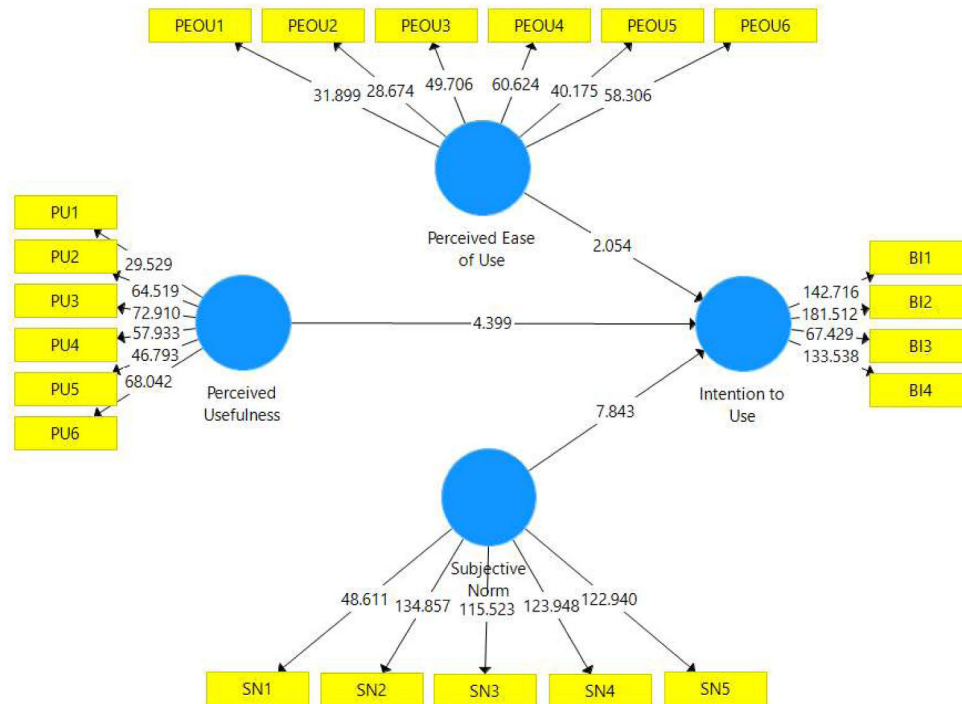 PEOU1
PEOU2
PEOU3
PEOU4
PEOU5
PEOU6
31.899
28.674
49.706
60.624
40.175
58.306
Perceived Ease
of Use
2.054
PU1
PU2
PU3
PU4
PU5
PU6
29.529
64.519
72.910
57.933
46.793
68.042
Perceived
Usefulness
4.399
Intention to
Use
142.716
181.512
67.429
133.538
BI1
BI2
BI3
BI4
7.843
Subjective
Norm
48.611
134.857
115.523
123.948
122.940
SN1
SN2
SN3
SN4
SN5